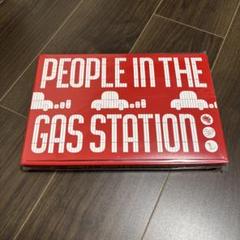 PEOPLE IN THE
GAS STATION